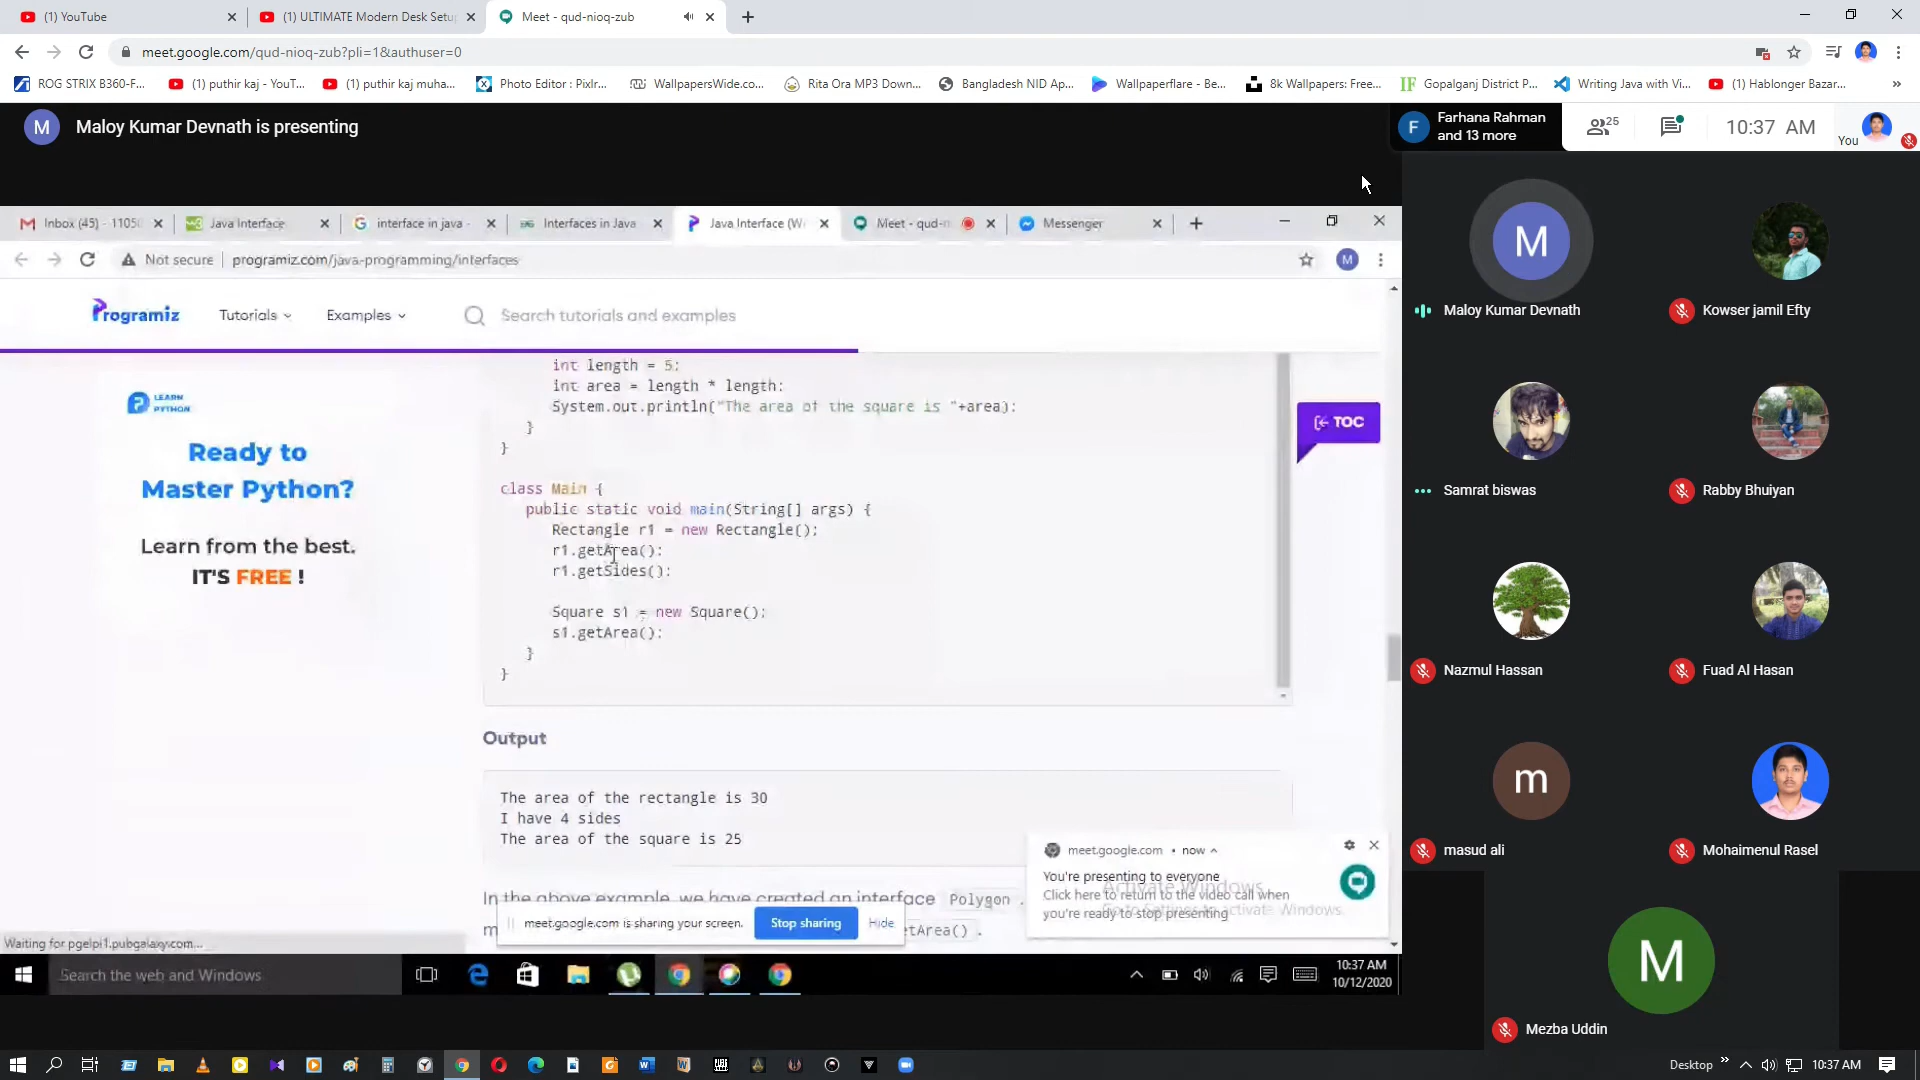 (1) YouTube
(1) ULTIMATE Modern Desk Setu
Meet - qud-nioq-zub
meet.google.com/qud-nioq-zub?pli=1&authuser=0
ROG STRIX B360-F...
(1) puthir kaj - YouT...
(1) puthir kaj muha...
Photo Editor : Pixlr...
WallpapersWide.co...
Rita Ora MP3 Down...
Bangladesh NID Ap...
Wallpaperflare - Be...
8k Wallpapers: Free...
IF Gopalganj District P...
Writing Java with Vi...
(1) Hablonger Bazar...
M Maloy Kumar Devnath is presenting
F Farhana Rahman
and 13 more
25
10:37 AM
You
Inbox (45) - 1105
Java Interface
interface in java -
Interfaces in Java
Java Interface (W
Meet - qud-n
Messenger
Not secure
programiz.com/java-programming/interfaces
M
Programiz
Tutorials
Examples
Search tutorials and examples
LEARN
PYTHON
Ready to
Master Python?
Learn from the best.
IT'S FREE !
TOC
int length = 5;
int area = length * length;
System.out.println("The area of the square is "+area);
}
}
class Main {
public static void main(String[] args) {
Rectangle r1 = new Rectangle();
r1.getArea();
r1.getSides();
Square s1 = new Square();
s1.getArea();
}
}
Output
The area of the rectangle is 30
I have 4 sides
The area of the square is 25
In the above example, we have created an interface Polygon .
etArea() .
meet.google.com is sharing your screen.
Stop sharing
Hide
meet.google.com • now
You're presenting to everyone
Click here to return to the video call when
you're ready to stop presenting
Activate Windows
Go to Settings to activate Windows.
Waiting for pgelpi1.pubgalaxy.com...
Search the web and Windows
10:37 AM
10/12/2020
M
Maloy Kumar Devnath
Kowser jamil Efty
Samrat biswas
Rabby Bhuiyan
Nazmul Hassan
Fuad Al Hasan
m
masud ali
Mohaimenul Rasel
M
Mezba Uddin
Desktop
10:37 AM